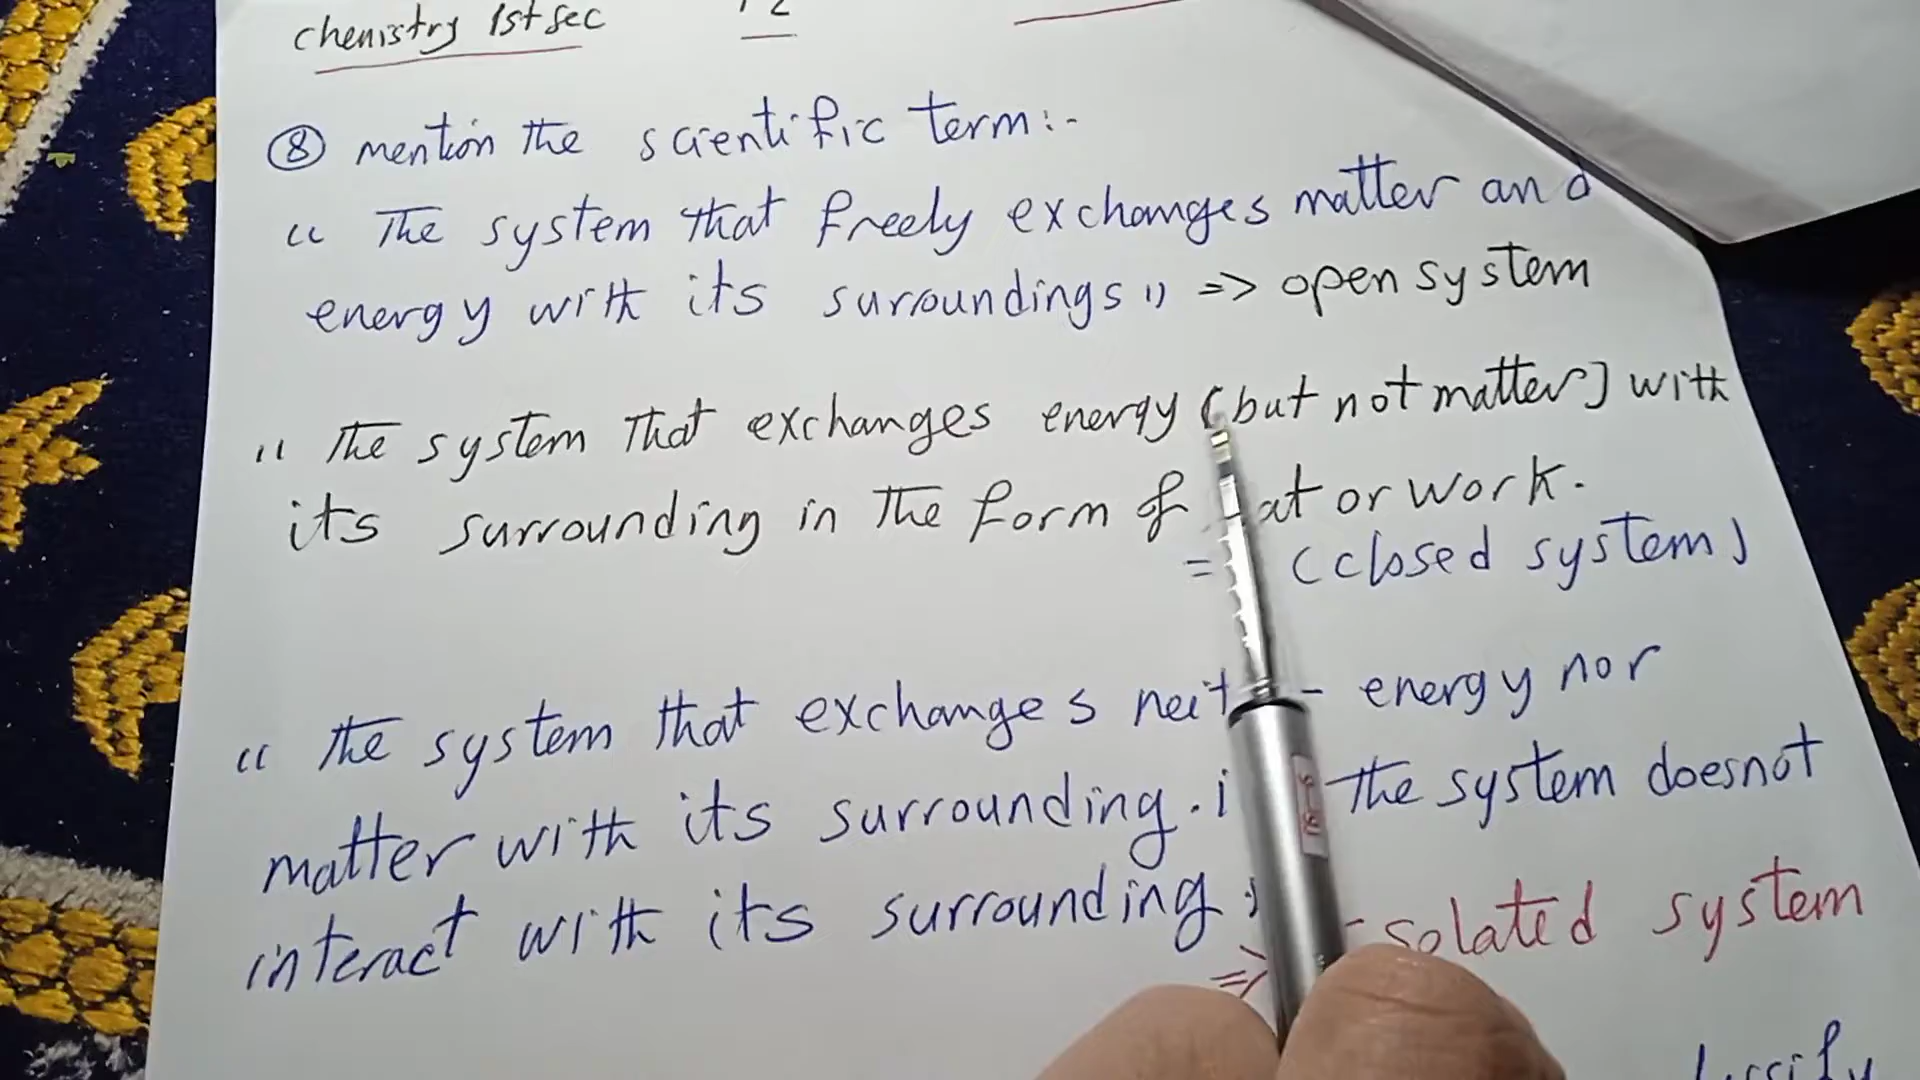 chemistry 1st sec
⑧ mention the scientific term:-
" The system that freely exchanges matter and
energy with its surroundings" => open system
" The system That exchanges energy (but not matter) with
its surrounding in The form of or work.
= (closed system)
" the system that exchanges energy nor
matter with its surrounding. the system doesnot
interact with its surrounding
=> system